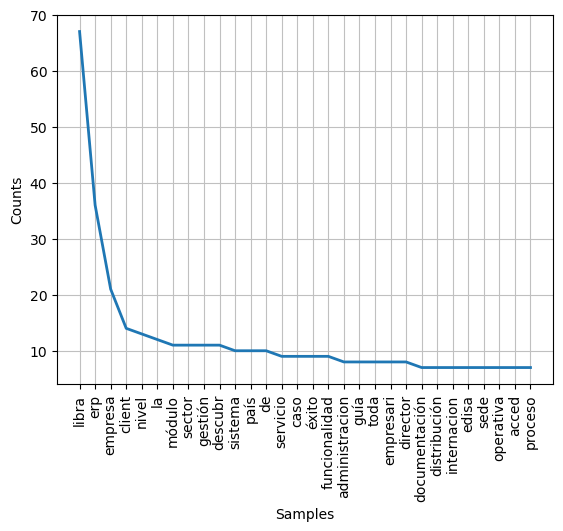 70
60
50
40
30
20
10
Counts
libra
erp
empresa
client
nivel
la
módulo
sector
gestión
descubr
sistema
país
de
servicio
caso
éxito
funcionalidad
administracion
guía
toda
empresari
director
documentación
distribución
internacion
edisa
sede
operativa
acced
proceso
Samples